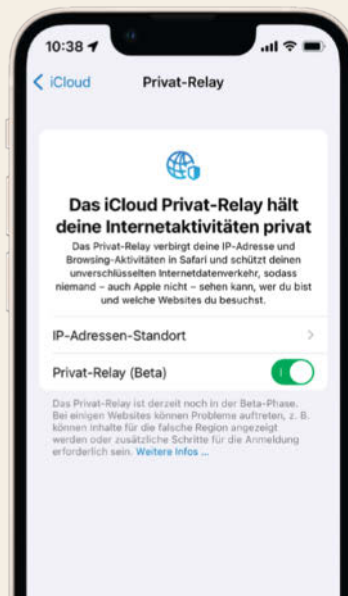 10:38
iCloud
Privat-Relay
Das iCloud Privat-Relay hält
deine Internetaktivitäten privat
Das Privat-Relay verbirgt deine IP-Adresse und
Browsing-Aktivitäten in Safari und schützt deinen
unverschlüsselten Internetdatenverkehr, sodass
niemand – auch Apple nicht – sehen kann, wer du bist
und welche Websites du besuchst.
IP-Adressen-Standort
Privat-Relay (Beta)
Das Privat-Relay ist derzeit noch in der Beta-Phase.
Bei einigen Websites können Probleme auftreten, z. B.
können Inhalte für die falsche Region angezeigt
werden oder zusätzliche Schritte für die Anmeldung
erforderlich sein. Weitere Infos ...